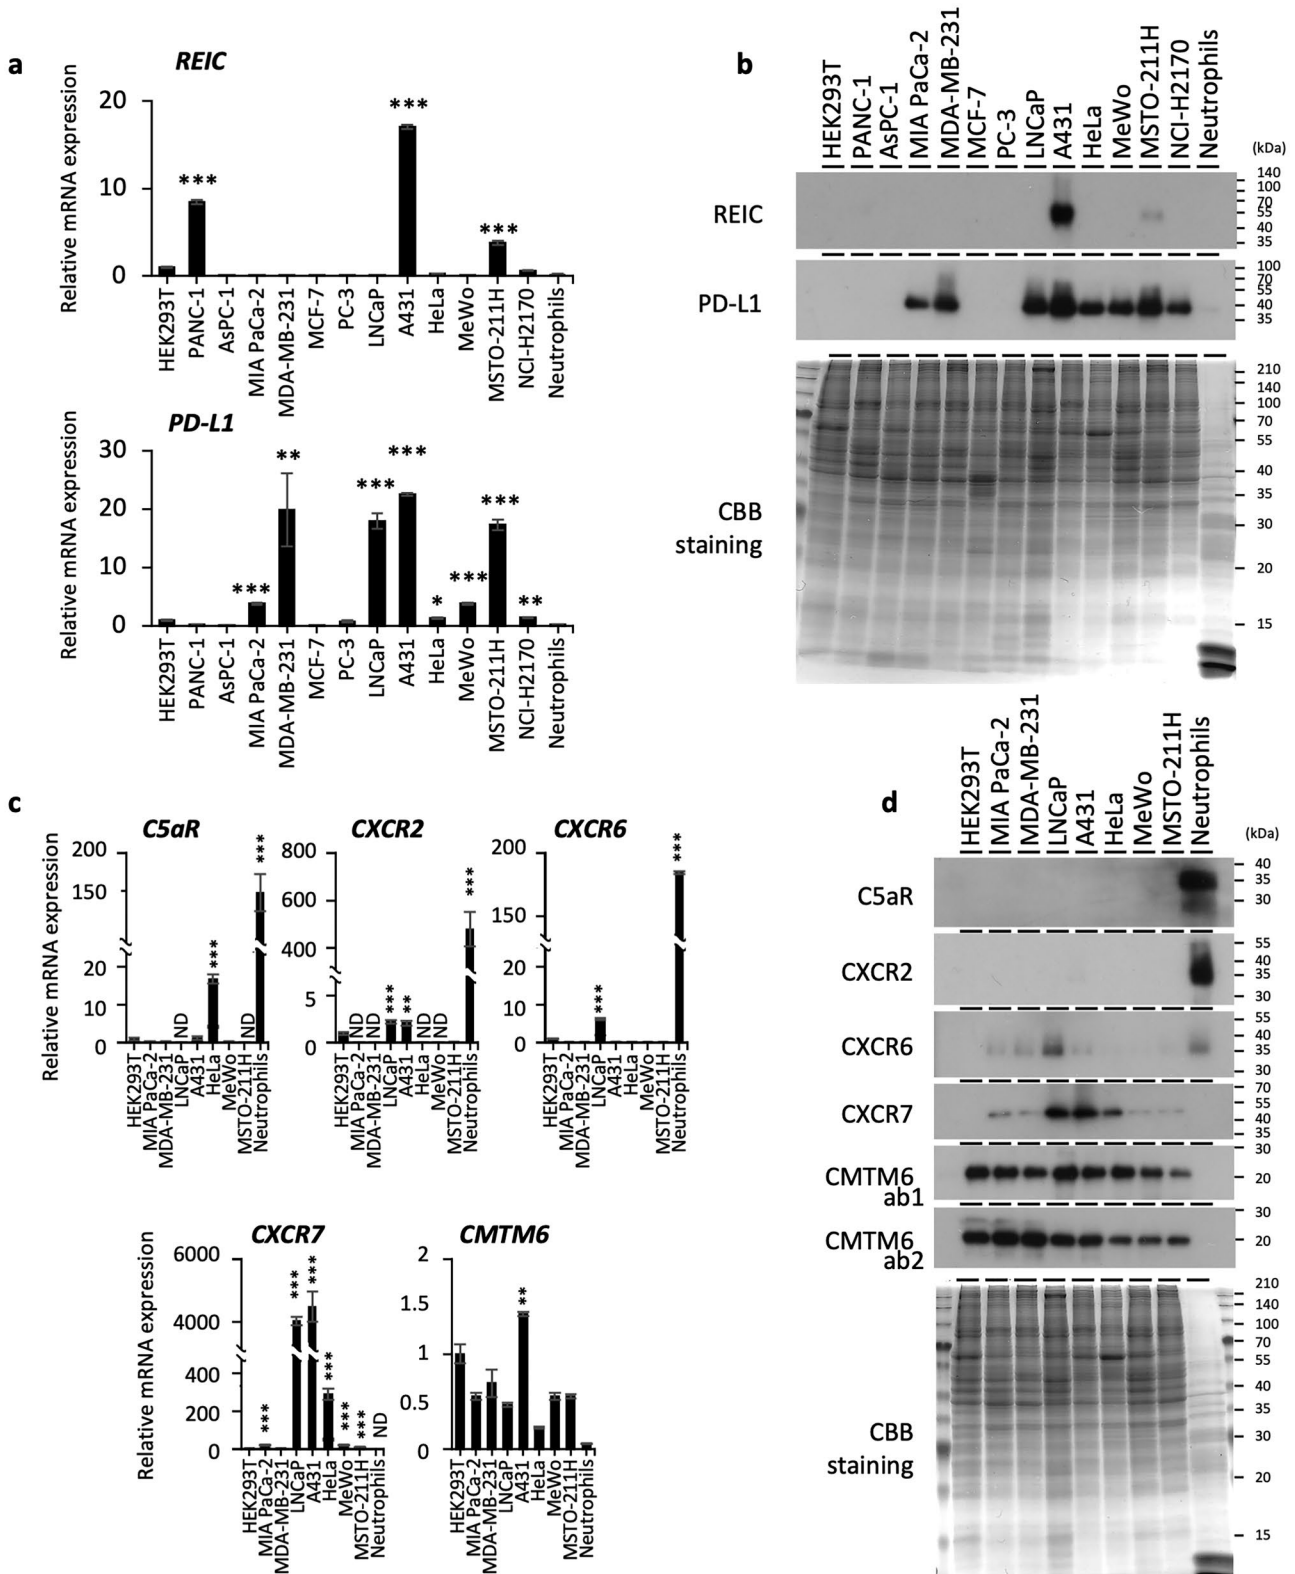 a
REIC
Relative mRNA expression
20
***
10
***
***
0
HEK293T
PANC-1
AsPC-1
MIA PaCa-2
MDA-MB-231
MCF-7
PC-3
LNCaP
A431
HeLa
MeWo
MSTO-211H
NCI-H2170
Neutrophils
PD-L1
Relative mRNA expression
30
20
10
0
***
**
***
***
*
***
***
**
HEK293T
PANC-1
AsPC-1
MIA PaCa-2
MDA-MB-231
MCF-7
PC-3
LNCaP
A431
HeLa
MeWo
MSTO-211H
NCI-H2170
Neutrophils
b
HEK293T
PANC-1
AsPC-1
MIA PaCa-2
MDA-MB-231
MCF-7
PC-3
LNCaP
A431
HeLa
MeWo
MSTO-211H
NCI-H2170
Neutrophils
(kDa)
REIC
140
100
70
55
40
35
PD-L1
100
70
55
40
35
CBB
staining
210
140
100
70
55
40
35
30
20
15
c
C5aR
Relative mRNA expression
200
150
20
10
0
ND
***
ND
***
HEK293T
MIA PaCa-2
MDA-MB-231
LNCaP
A431
HeLa
MeWo
MSTO-211H
Neutrophils
CXCR2
800
600
400
5
0
ND
ND
***
**
ND
ND
***
HEK293T
MIA PaCa-2
MDA-MB-231
LNCaP
A431
HeLa
MeWo
MSTO-211H
Neutrophils
CXCR6
200
150
20
10
0
***
***
HEK293T
MIA PaCa-2
MDA-MB-231
LNCaP
A431
HeLa
MeWo
MSTO-211H
Neutrophils
CXCR7
Relative mRNA expression
6000
4000
400
200
0
***
***
***
***
***
***
ND
HEK293T
MIA PaCa-2
MDA-MB-231
LNCaP
A431
HeLa
MeWo
MSTO-211H
Neutrophils
CMTM6
2
1.5
1
0.5
0
**
HEK293T
MIA PaCa-2
MDA-MB-231
LNCaP
A431
HeLa
MeWo
MSTO-211H
Neutrophils
d
HEK293T
MIA PaCa-2
MDA-MB-231
LNCaP
A431
HeLa
MeWo
MSTO-211H
Neutrophils
(kDa)
C5aR
40
35
30
CXCR2
55
40
35
30
CXCR6
55
40
35
30
CXCR7
70
55
40
35
CMTM6
ab1
30
20
CMTM6
ab2
30
20
CBB
staining
210
140
100
70
55
40
35
30
20
15